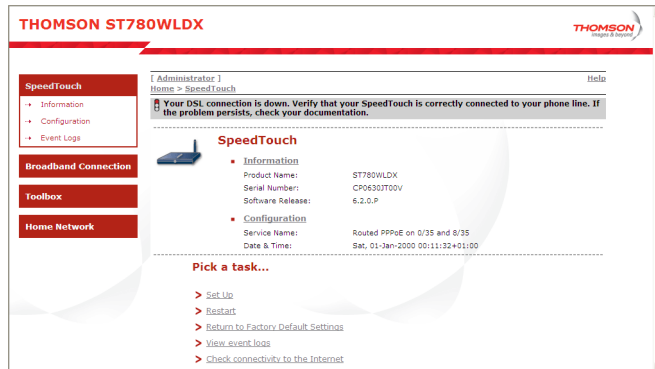 THOMSON ST780WLDX
THOMSON
images & beyond
SpeedTouch
Information
Configuration
Event Logs
Broadband Connection
Toolbox
Home Network
[ Administrator ]
Help
Home > SpeedTouch
Your DSL connection is down. Verify that your SpeedTouch is correctly connected to your phone line. If
the problem persists, check your documentation.
SpeedTouch
Information
Product Name: ST780WLDX
Serial Number: CP0630JT00V
Software Release: 6.2.0.P
Configuration
Service Name: Routed PPPoE on 0/35 and 8/35
Date & Time: Sat, 01-Jan-2000 00:11:32+01:00
Pick a task...
> Set Up
> Restart
> Return to Factory Default Settings
> View event logs
> Check connectivity to the Internet